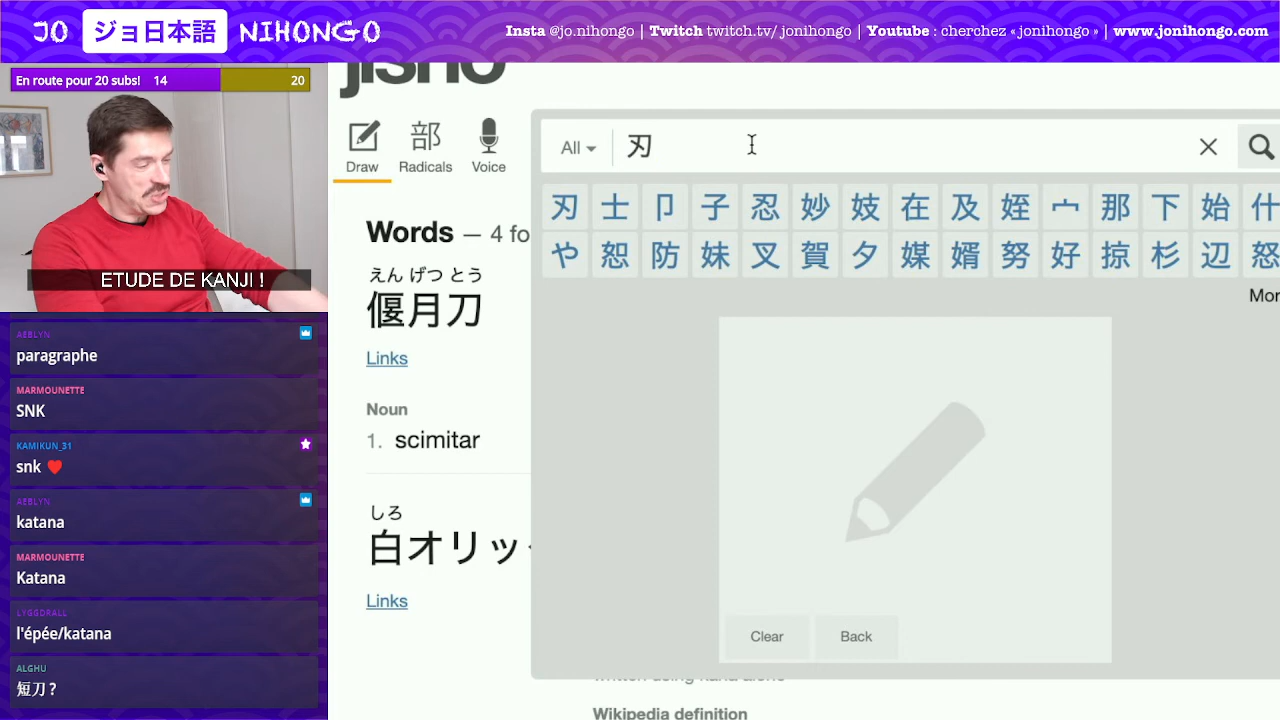 JO ジョ日本語 NIHONGO
Insta @jo.nihongo | Twitch twitch.tv/jonihongo | Youtube : cherchez « jonihongo » | www.jonihongo.com
En route pour 20 subs! 14 20
ETUDE DE KANJI !
AEBLYN
paragraphe
MARMOUNETTE
SNK
KAMIKUN_31
snk ❤
AEBLYN
katana
MARMOUNETTE
Katana
LYGGDRALL
l'épée/katana
ALGHU
短刀 ?
jisho
Draw
部
Radicals
Voice
All
刃
刃 士 卩 子 忍 妙 妓 在 及 姪 宀 那 下 始 什
や 恕 防 妹 叉 賀 夕 媒 婿 努 好 掠 杉 辺 怒
Mor
Clear
Back
Words — 4 fo
えん げつ とう
偃月刀
Links
Noun
1. scimitar
しろ
白オリッ
Links
Wikipedia definition